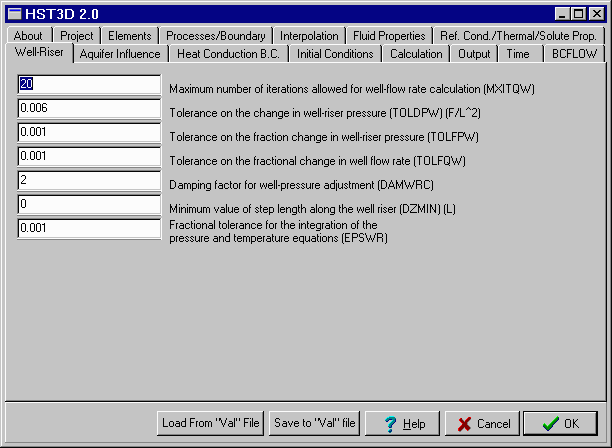 HST3D 2.0
About Project Elements Processes/Boundary Interpolation Fluid Properties Ref. Cond./Thermal/Solute Prop.
Well-Riser Aquifer Influence Heat Conduction B.C. Initial Conditions Calculation Output Time BCFLOW
20 Maximum number of iterations allowed for well-flow rate calculation (MXITQW)
0.006 Tolerance on the change in well-riser pressure (TOLDPW) (F/L^2)
0.001 Tolerance on the fraction change in well-riser pressure (TOLFPW)
0.001 Tolerance on the fractional change in well flow rate (TOLFQW)
2 Damping factor for well-pressure adjustment (DAMWRC)
0 Minimum value of step length along the well riser (DZMIN) (L)
0.001 Fractional tolerance for the integration of the
pressure and temperature equations (EPSWR)
Load From "Val" File Save to "Val" file ? Help Cancel OK